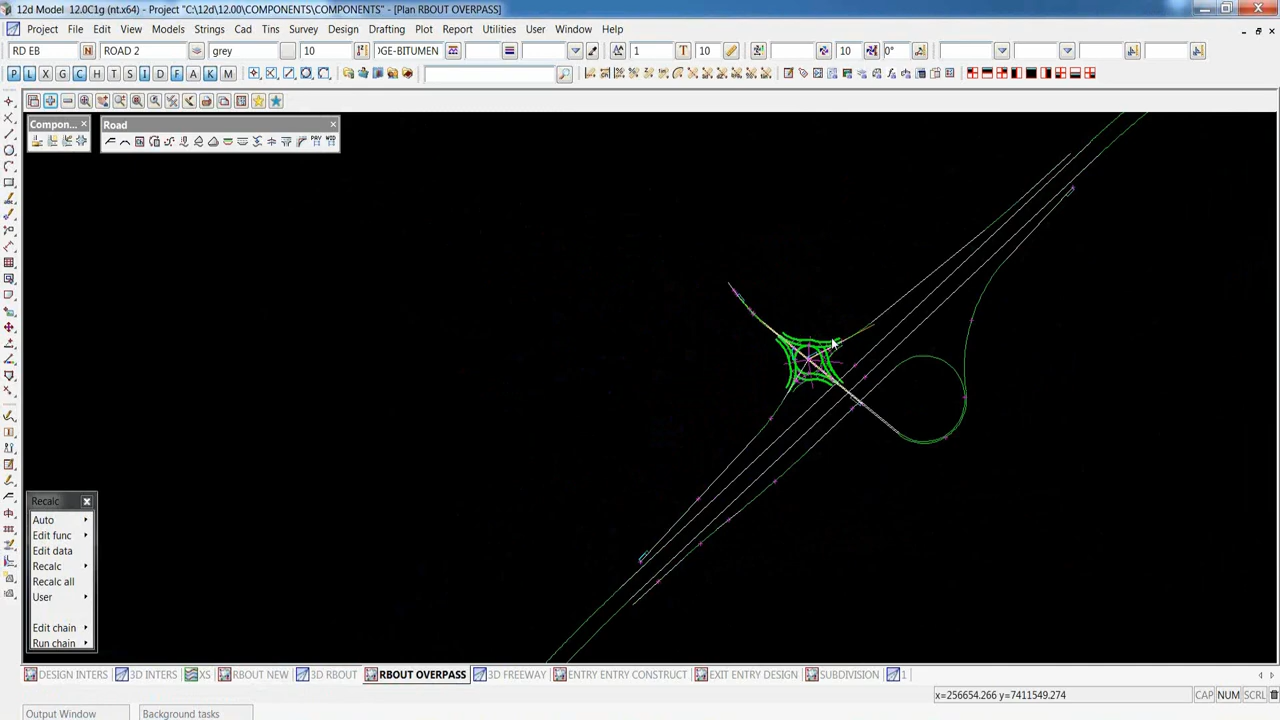 12d Model 12.0C1g (nt.x64) - Project "C:\12d\12.00\COMPONENTS\COMPONENTS" - [Plan RBOUT OVERPASS]
Project File Edit View Models Strings Cad Tins Survey Design Drafting Plot Report Utilities User Window Help
RD EB N ROAD 2 grey 10 )GE-BITUMEN 1 T 10 10 0°
P L X G C H T S I D F A K M
Compon... × Road ×
PAV WID
Recalc
Auto
Edit func
Edit data
Recalc
Recalc all
User
Edit chain
Run chain
DESIGN INTERS 3D INTERS XS RBOUT NEW 3D RBOUT RBOUT OVERPASS 3D FREEWAY ENTRY ENTRY CONSTRUCT EXIT ENTRY DESIGN SUBDIVISION 1
x=256654.266 y=7411549.274 CAP NUM SCRL
Output Window Background tasks